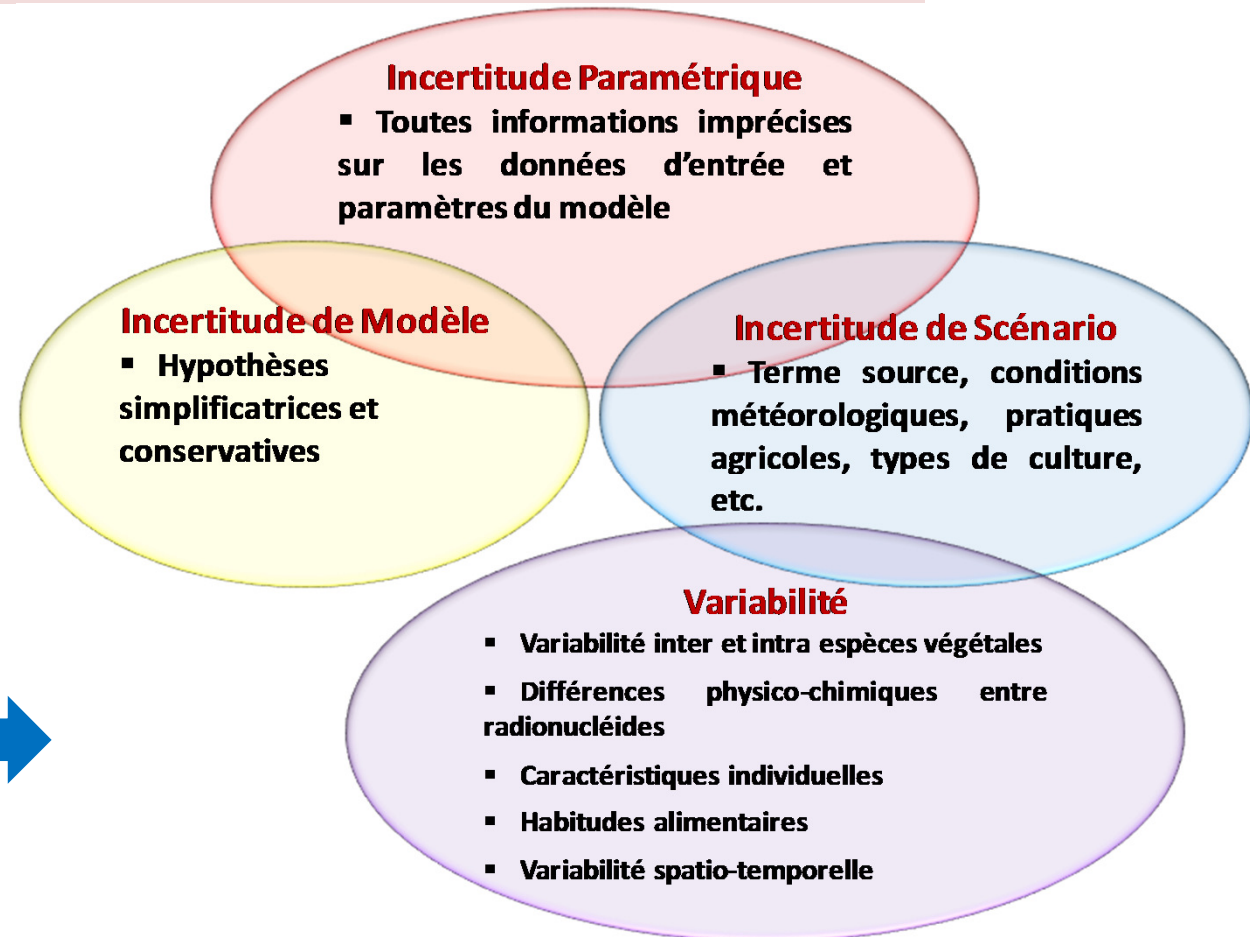 Incertitude Paramétrique
▪ Toutes informations imprécises
sur les données d'entrée et
paramètres du modèle
Incertitude de Modèle
▪ Hypothèses
simplificatrices et
conservatives
Incertitude de Scénario
▪ Terme source, conditions
météorologiques, pratiques
agricoles, types de culture,
etc.
Variabilité
▪ Variabilité inter et intra espèces végétales
▪ Différences physico-chimiques entre
radionucléides
▪ Caractéristiques individuelles
▪ Habitudes alimentaires
▪ Variabilité spatio-temporelle